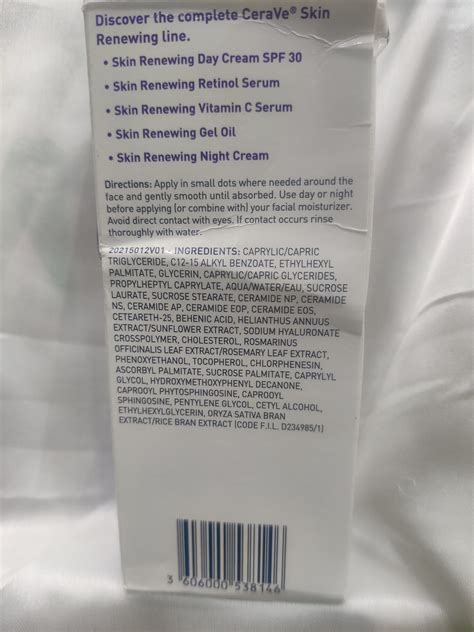 Discover the complete CeraVe® Skin
Renewing line.
• Skin Renewing Day Cream SPF 30
• Skin Renewing Retinol Serum
• Skin Renewing Vitamin C Serum
• Skin Renewing Gel Oil
• Skin Renewing Night Cream
Directions: Apply in small dots where needed around the
face and gently smooth until absorbed. Use day or night
before applying (or combine with) your facial moisturizer.
Avoid direct contact with eyes. If contact occurs rinse
thoroughly with water.
20215012V01 - INGREDIENTS: CAPRYLIC/CAPRIC
TRIGLYCERIDE, C12-15 ALKYL BENZOATE, ETHYLHEXYL
PALMITATE, GLYCERIN, CAPRYLIC/CAPRIC GLYCERIDES,
PROPYLHEPTYL CAPRYLATE, AQUA/WATER/EAU, SUCROSE
LAURATE, SUCROSE STEARATE, CERAMIDE NP, CERAMIDE
NS, CERAMIDE AP, CERAMIDE EOP, CERAMIDE EOS,
CETEARETH-25, BEHENIC ACID, HELIANTHUS ANNUUS
EXTRACT/SUNFLOWER EXTRACT, SODIUM HYALURONATE
CROSSPOLYMER, CHOLESTEROL, ROSMARINUS
OFFICINALIS LEAF EXTRACT/ROSEMARY LEAF EXTRACT,
PHENOXYETHANOL, TOCOPHEROL, CHLORPHENESIN,
ASCORBYL PALMITATE, SUCROSE PALMITATE, CAPRYLYL
GLYCOL, HYDROXYMETHOXYPHENYL DECANONE,
CAPROOYL PHYTOSPHINGOSINE, CAPROOYL
SPHINGOSINE, PENTYLENE GLYCOL, CETYL ALCOHOL,
ETHYLHEXYLGLYCERIN, ORYZA SATIVA BRAN
EXTRACT/RICE BRAN EXTRACT (CODE F.I.L. D234985/1)
3 606000 538146